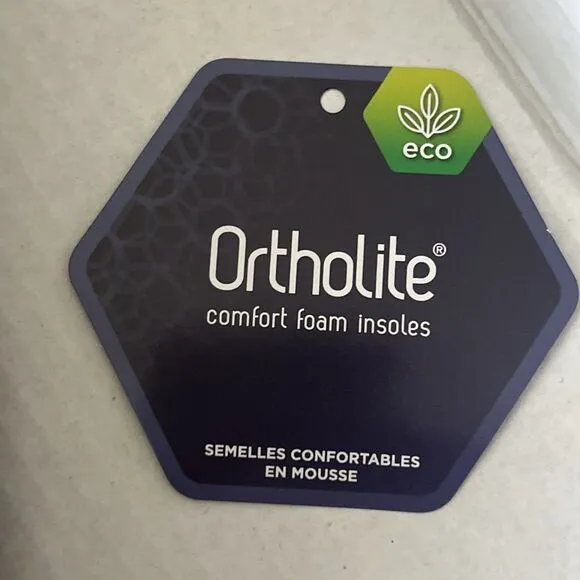 eco
Ortholite®
comfort foam insoles
SEMELLES CONFORTABLES
EN MOUSSE